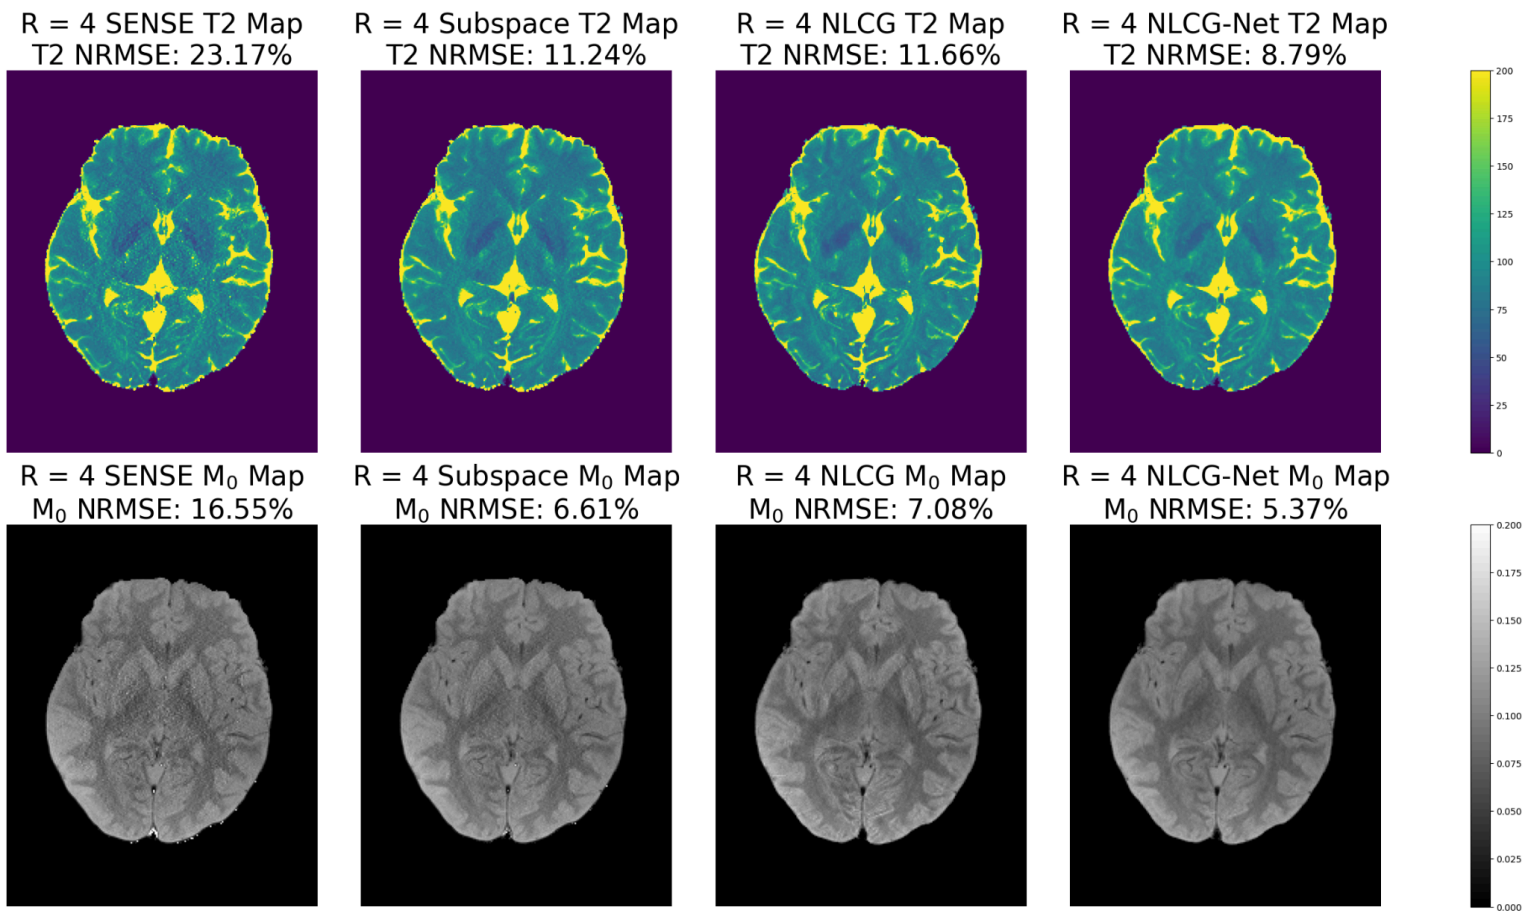 R = 4 SENSE T2 Map
T2 NRMSE: 23.17%
R = 4 Subspace T2 Map
T2 NRMSE: 11.24%
R = 4 NLCG T2 Map
T2 NRMSE: 11.66%
R = 4 NLCG-Net T2 Map
T2 NRMSE: 8.79%
200
175
150
125
100
75
50
25
0
R = 4 SENSE M₀ Map
M₀ NRMSE: 16.55%
R = 4 Subspace M₀ Map
M₀ NRMSE: 6.61%
R = 4 NLCG M₀ Map
M₀ NRMSE: 7.08%
R = 4 NLCG-Net M₀ Map
M₀ NRMSE: 5.37%
0.200
0.175
0.150
0.125
0.100
0.075
0.050
0.025
0.000